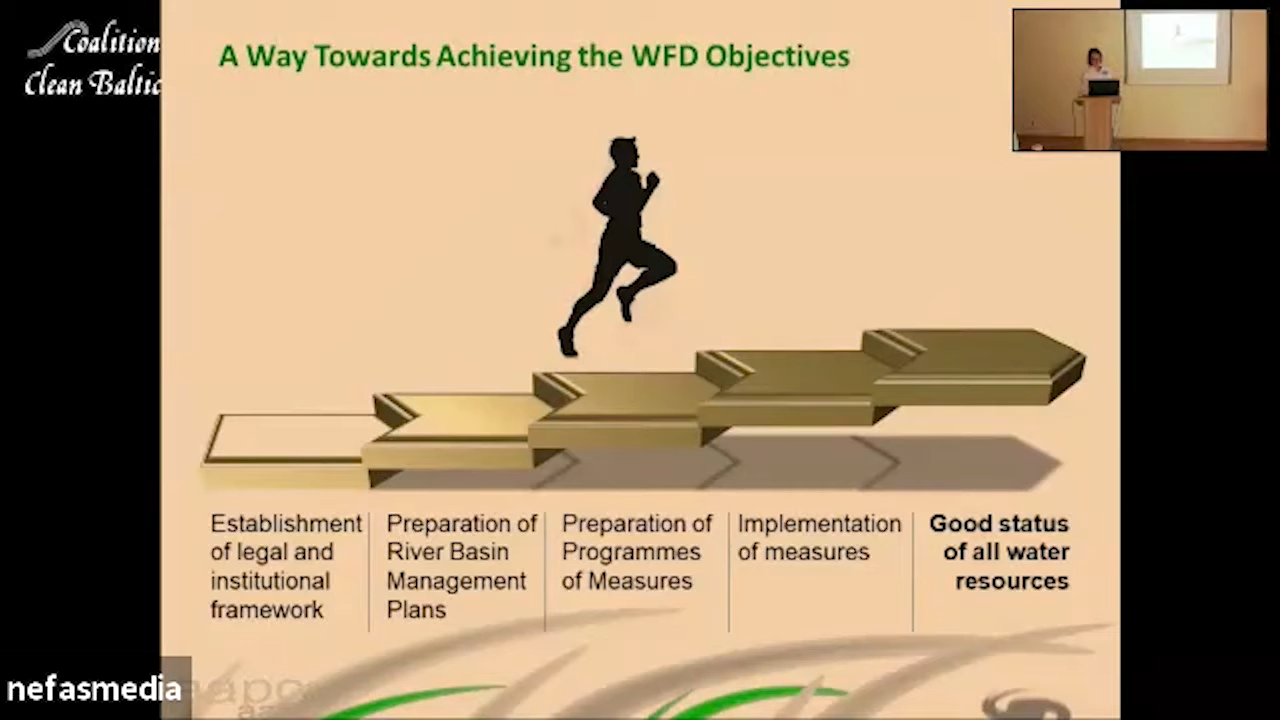 Coalition
Clean Baltic
A Way Towards Achieving the WFD Objectives
Establishment
of legal and
institutional
framework
Preparation of
River Basin
Management
Plans
Preparation of
Programmes
of Measures
Implementation
of measures
Good status
of all water
resources
nefasmedia